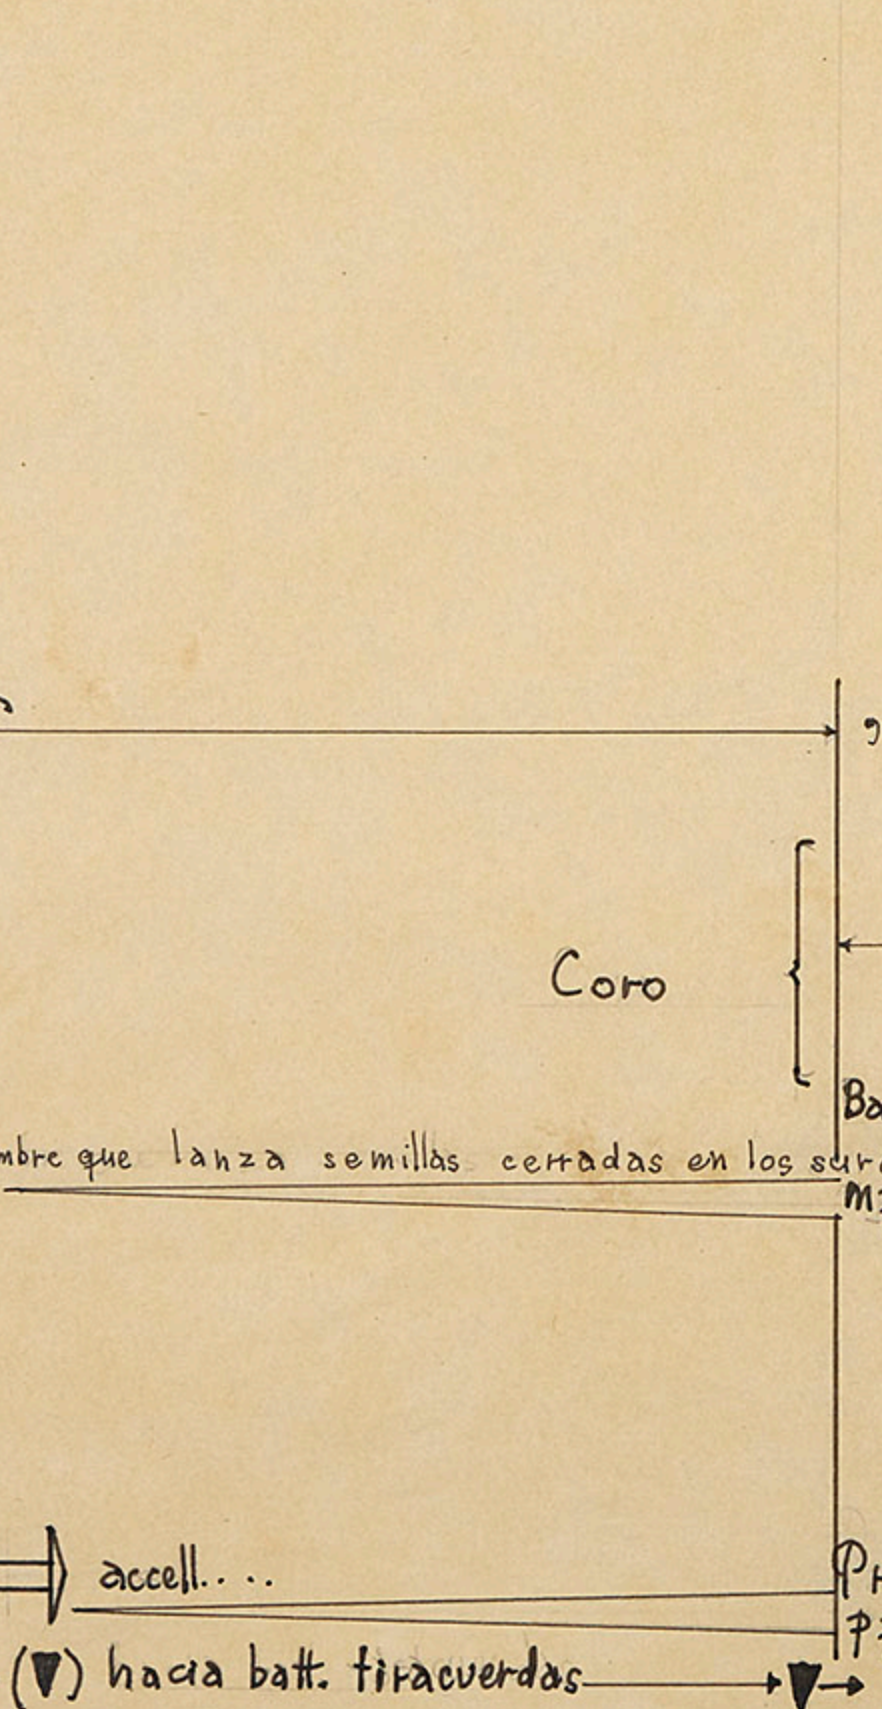 ,
Coro
Ba
mbre que lanza semillas cerradas en los sur
accell....
(▼) hacia batt. tiracuerdas